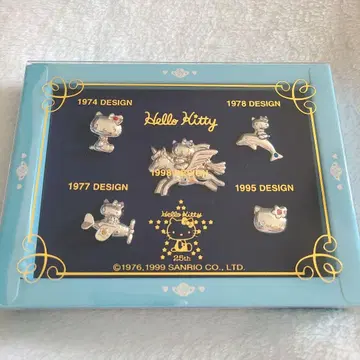 1974 DESIGN
Hello Kitty
1978 DESIGN
1998 DESIGN
1977 DESIGN
1995 DESIGN
Hello Kitty
25th
©1976,1999 SANRIO CO., LTD.